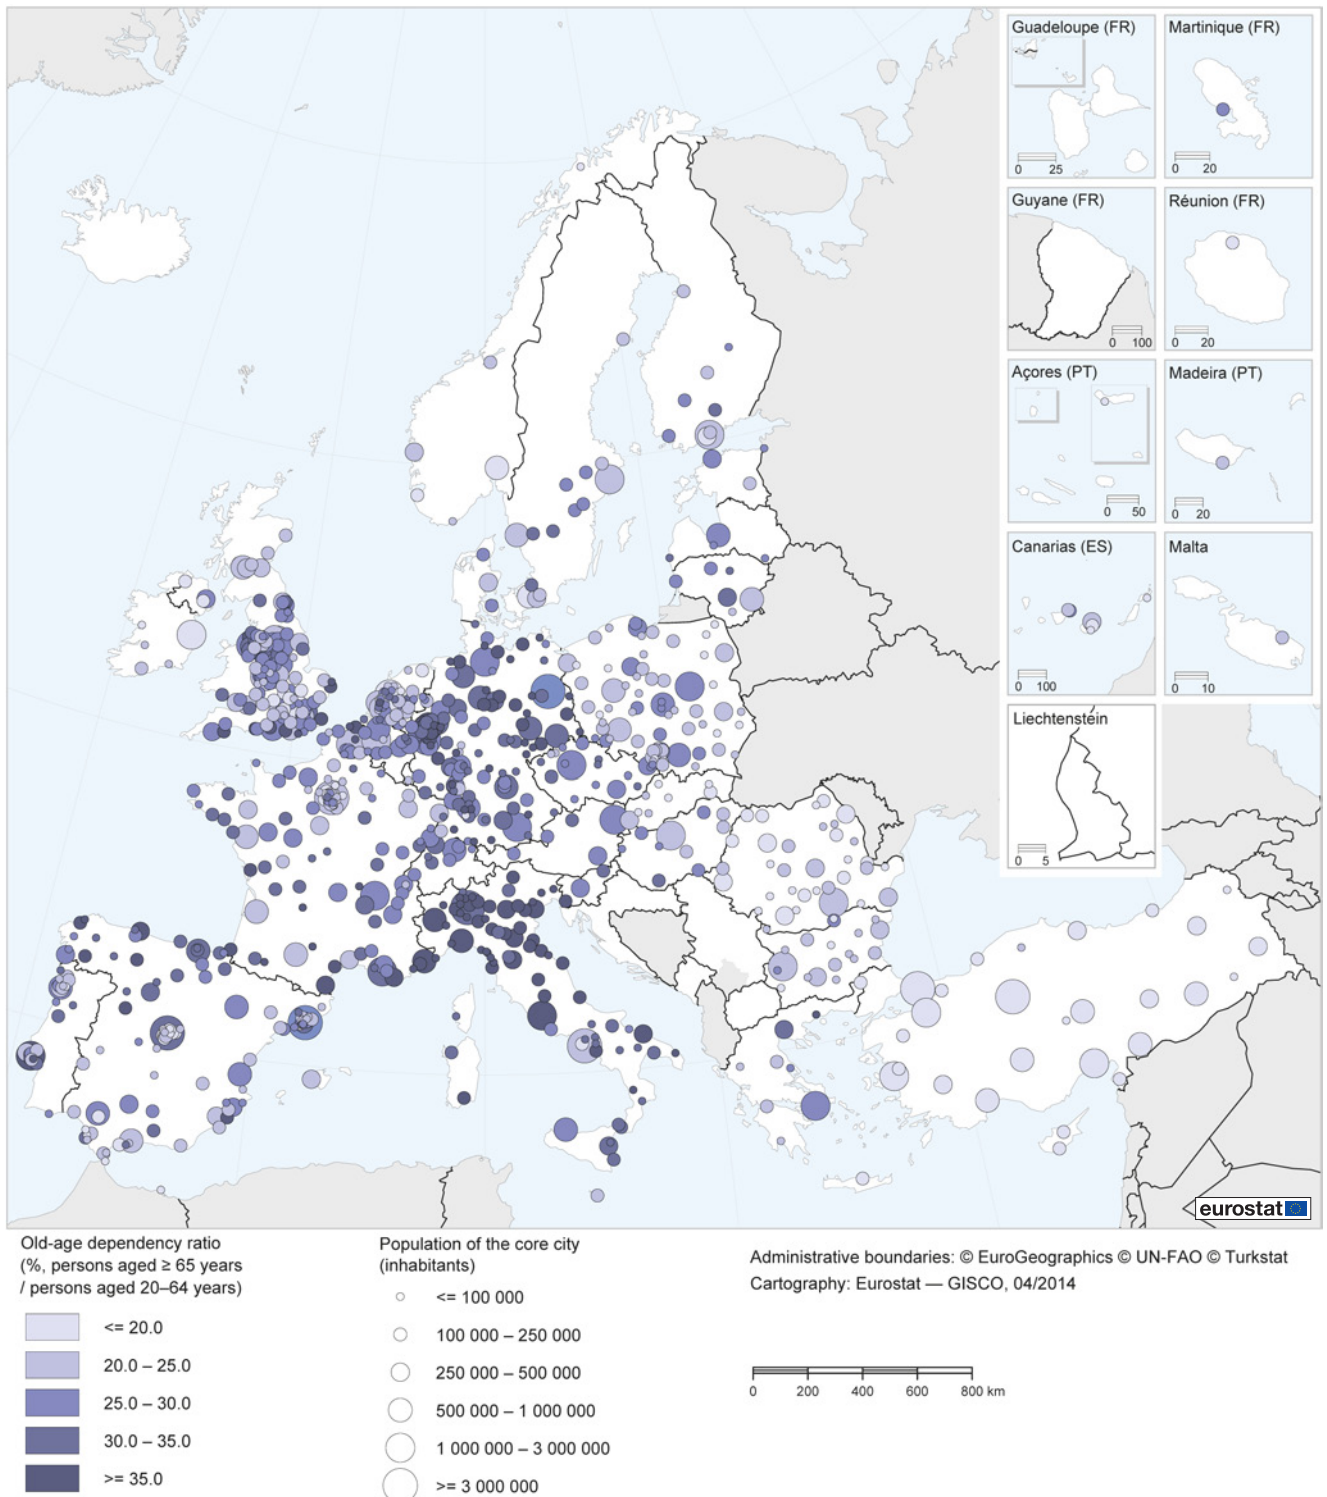 Guadeloupe (FR)
0 25
Martinique (FR)
0 20
Guyane (FR)
0 100
Réunion (FR)
0 20
Açores (PT)
0 50
Madeira (PT)
0 20
Canarias (ES)
0 100
Malta
0 10
Liechtenstein
0 5
eurostat
Old-age dependency ratio
(%, persons aged ≥ 65 years
/ persons aged 20–64 years)
<= 20.0
20.0 – 25.0
25.0 – 30.0
30.0 – 35.0
>= 35.0
Population of the core city
(inhabitants)
<= 100 000
100 000 – 250 000
250 000 – 500 000
500 000 – 1 000 000
1 000 000 – 3 000 000
>= 3 000 000
Administrative boundaries: © EuroGeographics © UN-FAO © Turkstat
Cartography: Eurostat — GISCO, 04/2014
0 200 400 600 800 km